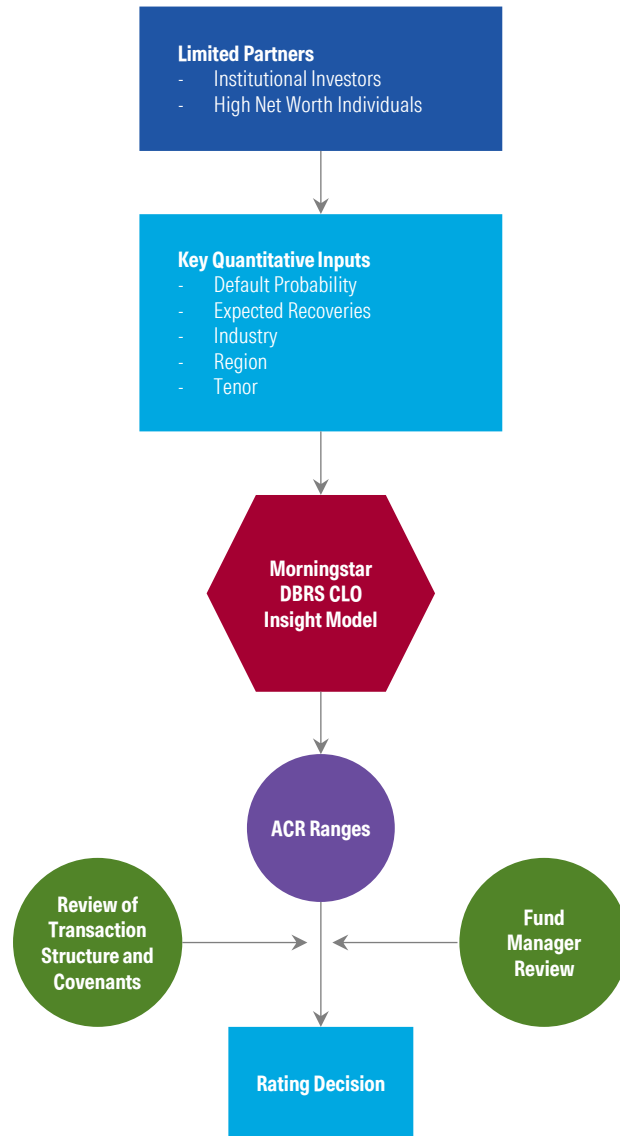 Limited Partners
- Institutional Investors
- High Net Worth Individuals
Key Quantitative Inputs
- Default Probability
- Expected Recoveries
- Industry
- Region
- Tenor
Morningstar
DBRS CLO
Insight Model
ACR Ranges
Review of
Transaction
Structure and
Covenants
Fund
Manager
Review
Rating Decision